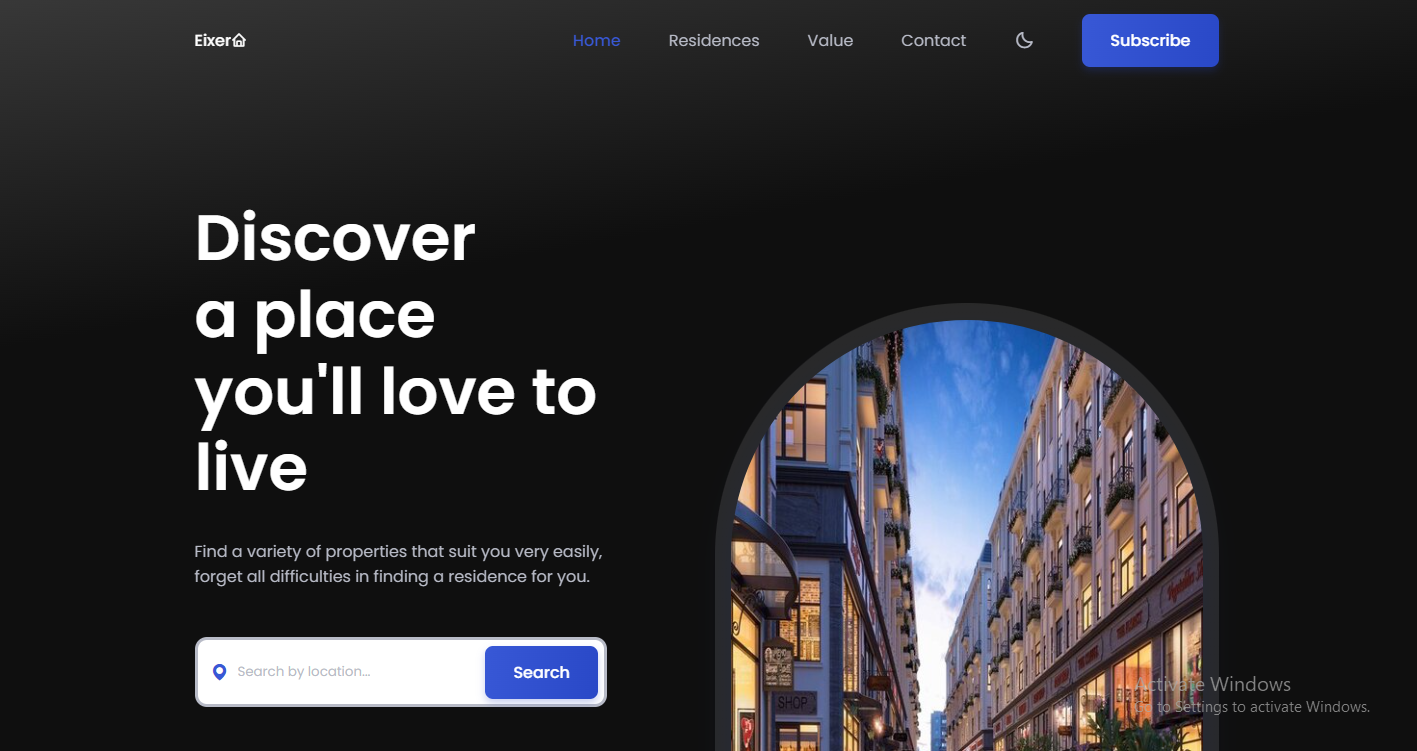 Eixer
Home
Residences
Value
Contact
Subscribe
Discover
a place
you'll love to
live
Find a variety of properties that suit you very easily,
forget all difficulties in finding a residence for you.
Search by location...
Search
SHOP
Activate Windows
Go to Settings to activate Windows.